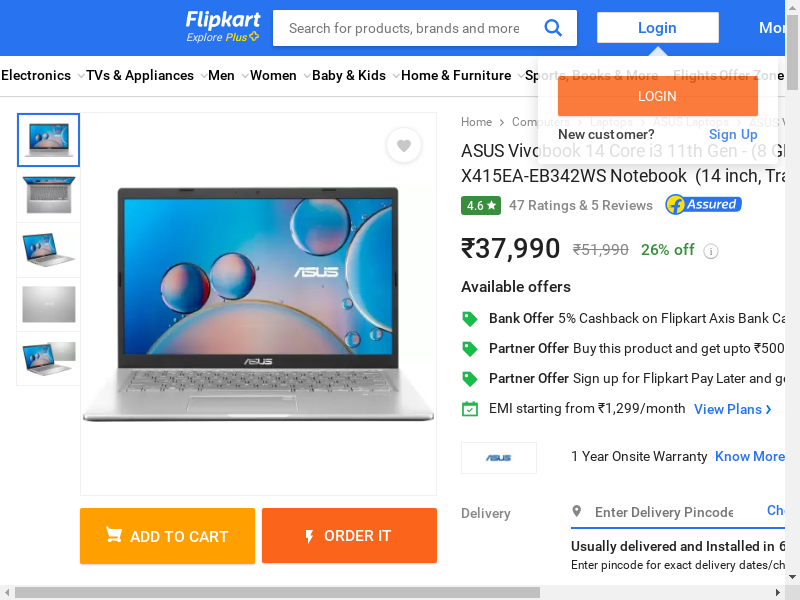 Flipkart
Explore Plus
Search for products, brands and more
Login
Mor
Electronics
TVs & Appliances
Men
Women
Baby & Kids
Home & Furniture
Sports, Books & More
Flights
Offer Zone
LOGIN
New customer?
Sign Up
Home
Computers
Laptops
ASUS Laptops
ASUS V
ASUS Vivobook 14 Core i3 11th Gen - (8 G
X415EA-EB342WS Notebook (14 inch, Tra
4.6
47 Ratings & 5 Reviews
Assured
₹37,990
₹51,990
26% off
Available offers
Bank Offer 5% Cashback on Flipkart Axis Bank Ca
Partner Offer Buy this product and get upto ₹500
Partner Offer Sign up for Flipkart Pay Later and ge
EMI starting from ₹1,299/month
View Plans
ASUS
ASUS
ASUS
1 Year Onsite Warranty
Know More
Delivery
Enter Delivery Pincode
Che
Usually delivered and Installed in 6
Enter pincode for exact delivery dates/ch
ADD TO CART
ORDER IT